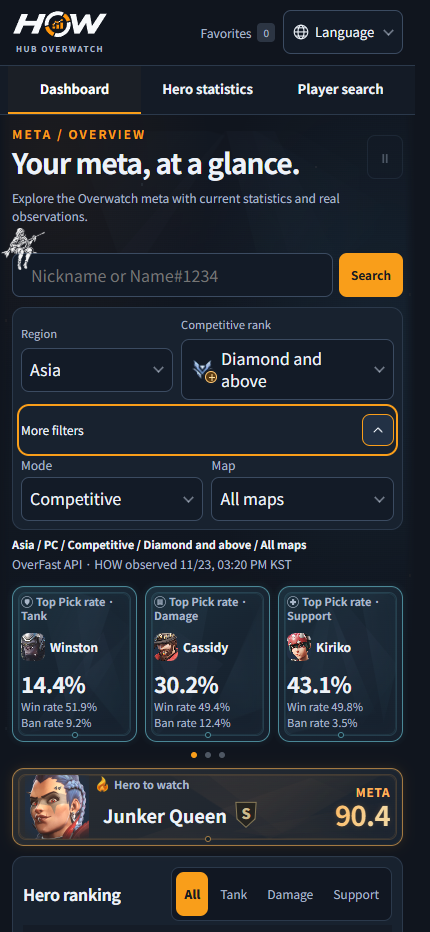 HOW
HUB OVERWATCH
Favorites 0
Language
Dashboard
Hero statistics
Player search
META / OVERVIEW
Your meta, at a glance.
Explore the Overwatch meta with current statistics and real
observations.
Nickname or Name#1234
Search
Region
Competitive rank
Asia
Diamond and
above
More filters
Mode
Map
Competitive
All maps
Asia / PC / Competitive / Diamond and above / All maps
OverFast API · HOW observed 11/23, 03:20 PM KST
Top Pick rate ·
Tank
Winston
14.4%
Win rate 51.9%
Ban rate 9.2%
Top Pick rate ·
Damage
Cassidy
30.2%
Win rate 49.4%
Ban rate 12.4%
Top Pick rate ·
Support
Kiriko
43.1%
Win rate 49.8%
Ban rate 3.5%
Hero to watch
Junker Queen S
META
90.4
Hero ranking
All
Tank
Damage
Support